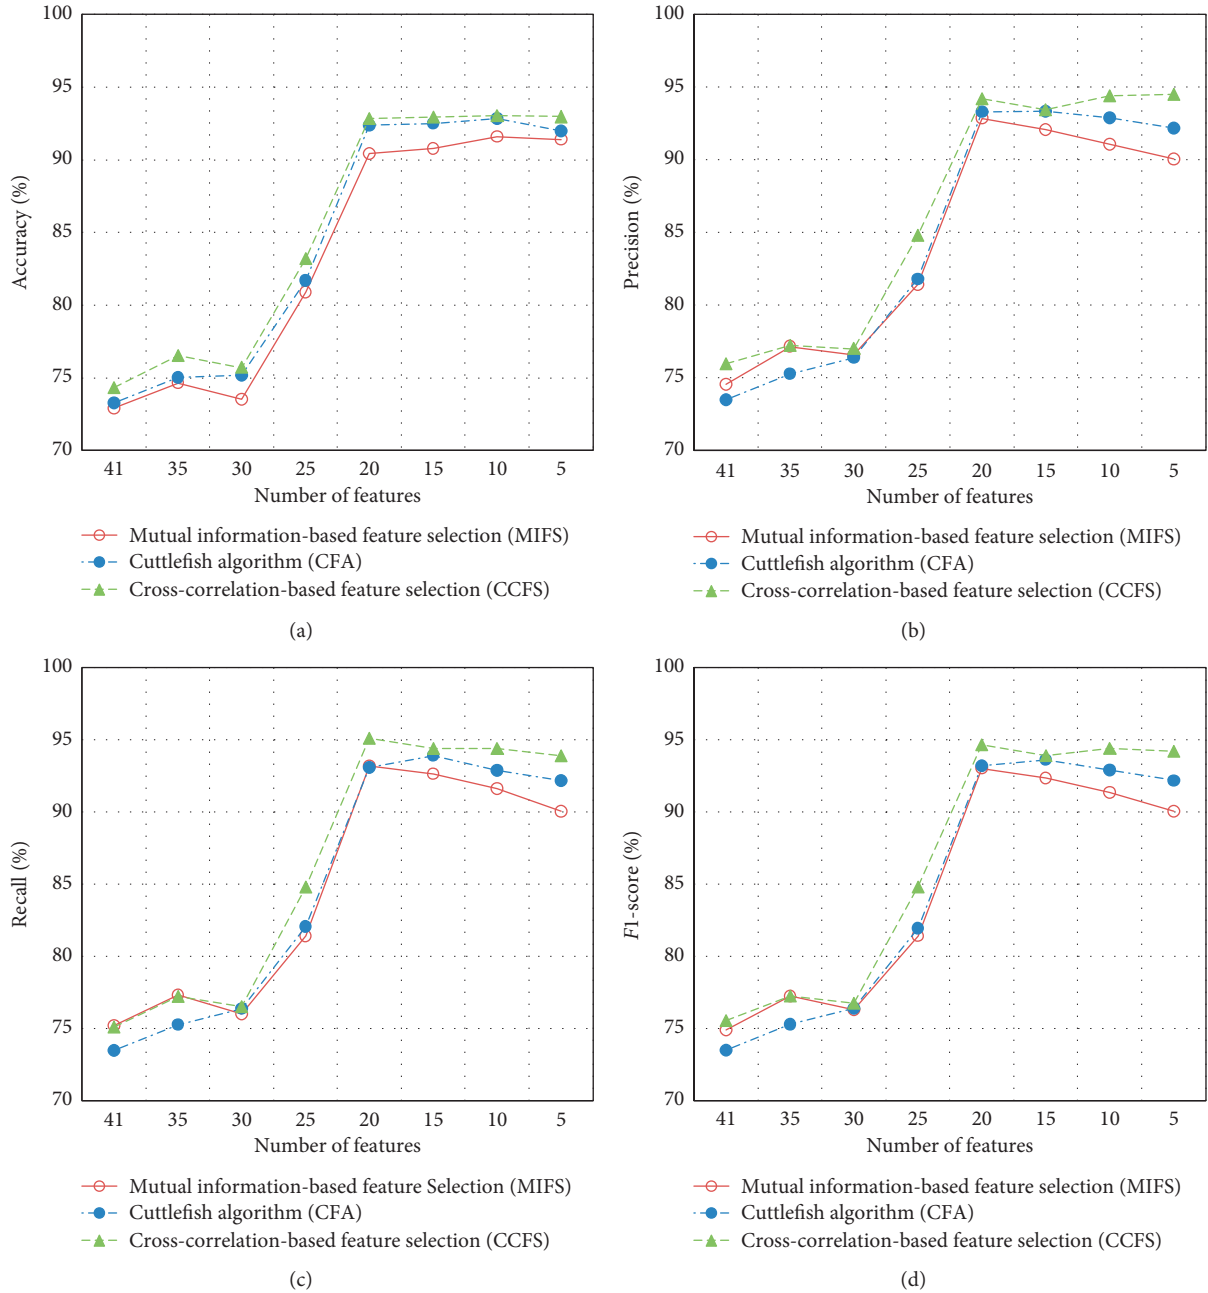 100
95
90
85
80
75
70
Accuracy (%)
41 35 30 25 20 15 10 5
Number of features
Mutual information-based feature selection (MIFS)
Cuttlefish algorithm (CFA)
Cross-correlation-based feature selection (CCFS)
(a)
100
95
90
85
80
75
70
Precision (%)
41 35 30 25 20 15 10 5
Number of features
Mutual information-based feature selection (MIFS)
Cuttlefish algorithm (CFA)
Cross-correlation-based feature selection (CCFS)
(b)
100
95
90
85
80
75
70
Recall (%)
41 35 30 25 20 15 10 5
Number of features
Mutual information-based feature Selection (MIFS)
Cuttlefish algorithm (CFA)
Cross-correlation-based feature selection (CCFS)
(c)
100
95
90
85
80
75
70
F1-score (%)
41 35 30 25 20 15 10 5
Number of features
Mutual information-based feature selection (MIFS)
Cuttlefish algorithm (CFA)
Cross-correlation-based feature selection (CCFS)
(d)